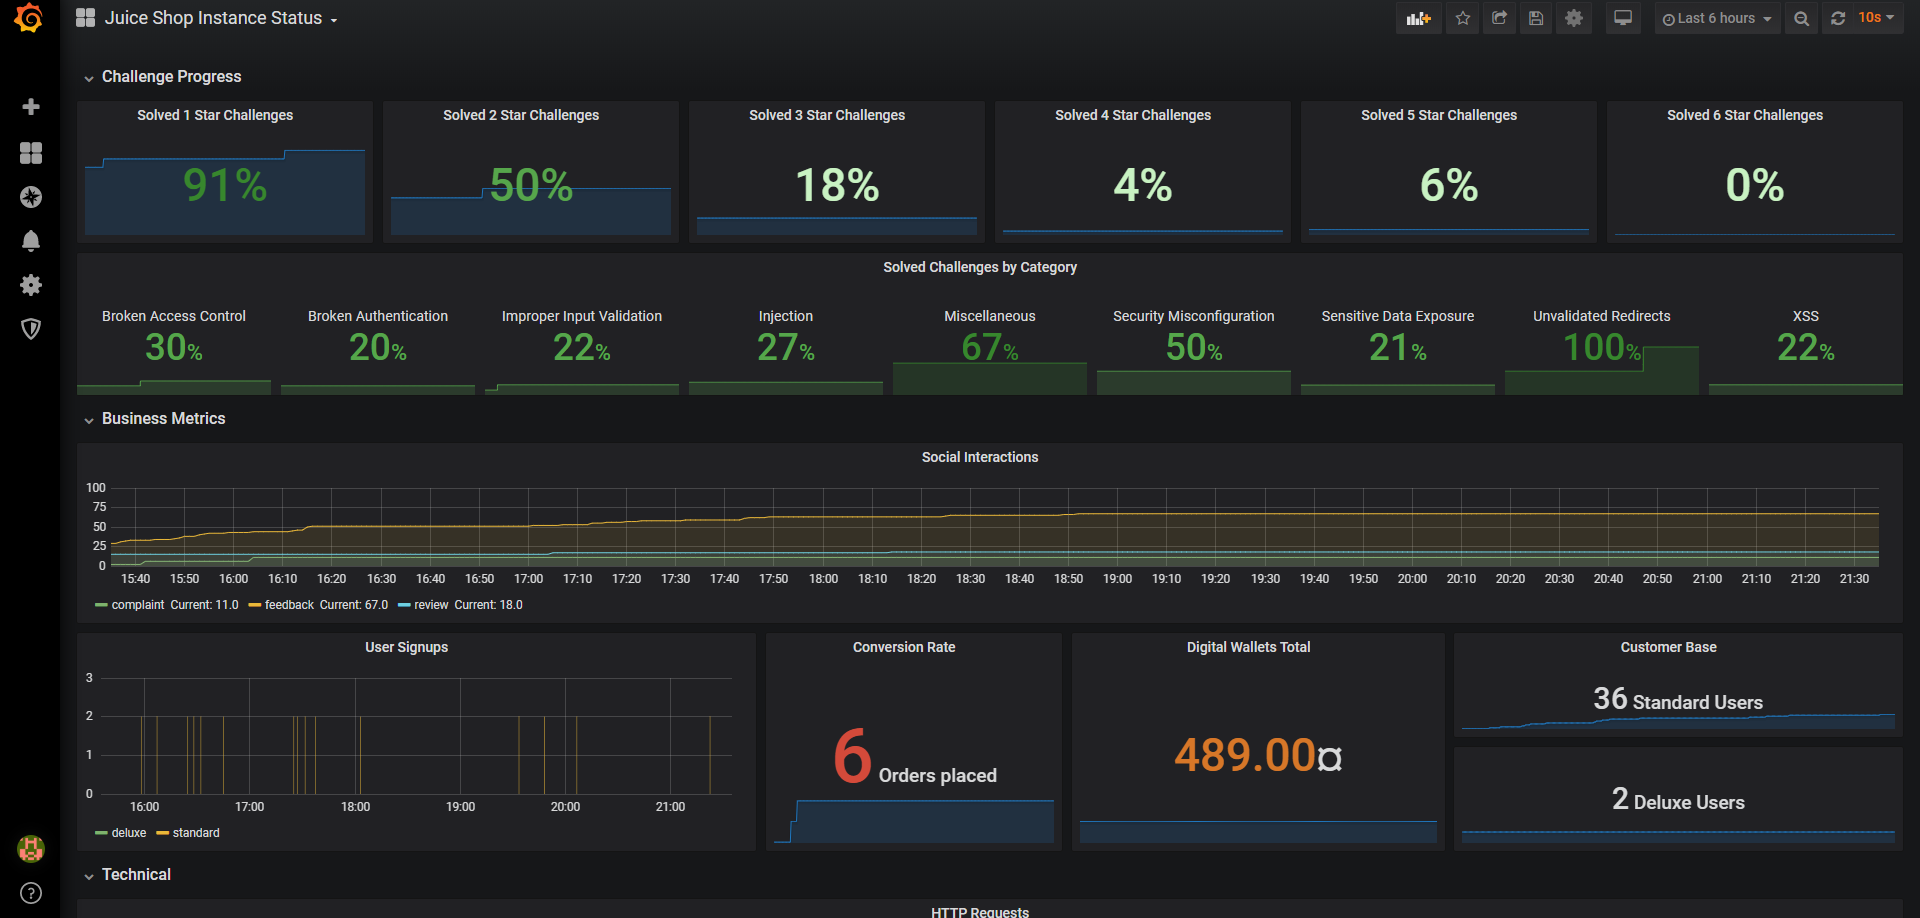 Juice Shop Instance Status
Last 6 hours
10s
Challenge Progress
Solved 1 Star Challenges
91%
Solved 2 Star Challenges
50%
Solved 3 Star Challenges
18%
Solved 4 Star Challenges
4%
Solved 5 Star Challenges
6%
Solved 6 Star Challenges
0%
Solved Challenges by Category
Broken Access Control
30%
Broken Authentication
20%
Improper Input Validation
22%
Injection
27%
Miscellaneous
67%
Security Misconfiguration
50%
Sensitive Data Exposure
21%
Unvalidated Redirects
100%
XSS
22%
Business Metrics
Social Interactions
100
75
50
25
0
15:40 15:50 16:00 16:10 16:20 16:30 16:40 16:50 17:00 17:10 17:20 17:30 17:40 17:50 18:00 18:10 18:20 18:30 18:40 18:50 19:00 19:10 19:20 19:30 19:40 19:50 20:00 20:10 20:20 20:30 20:40 20:50 21:00 21:10 21:20 21:30
complaint Current: 11.0 feedback Current: 67.0 review Current: 18.0
User Signups
3
2
1
0
16:00 17:00 18:00 19:00 20:00 21:00
deluxe standard
Conversion Rate
6 Orders placed
Digital Wallets Total
489.00¤
Customer Base
36 Standard Users
2 Deluxe Users
Technical
HTTP Requests